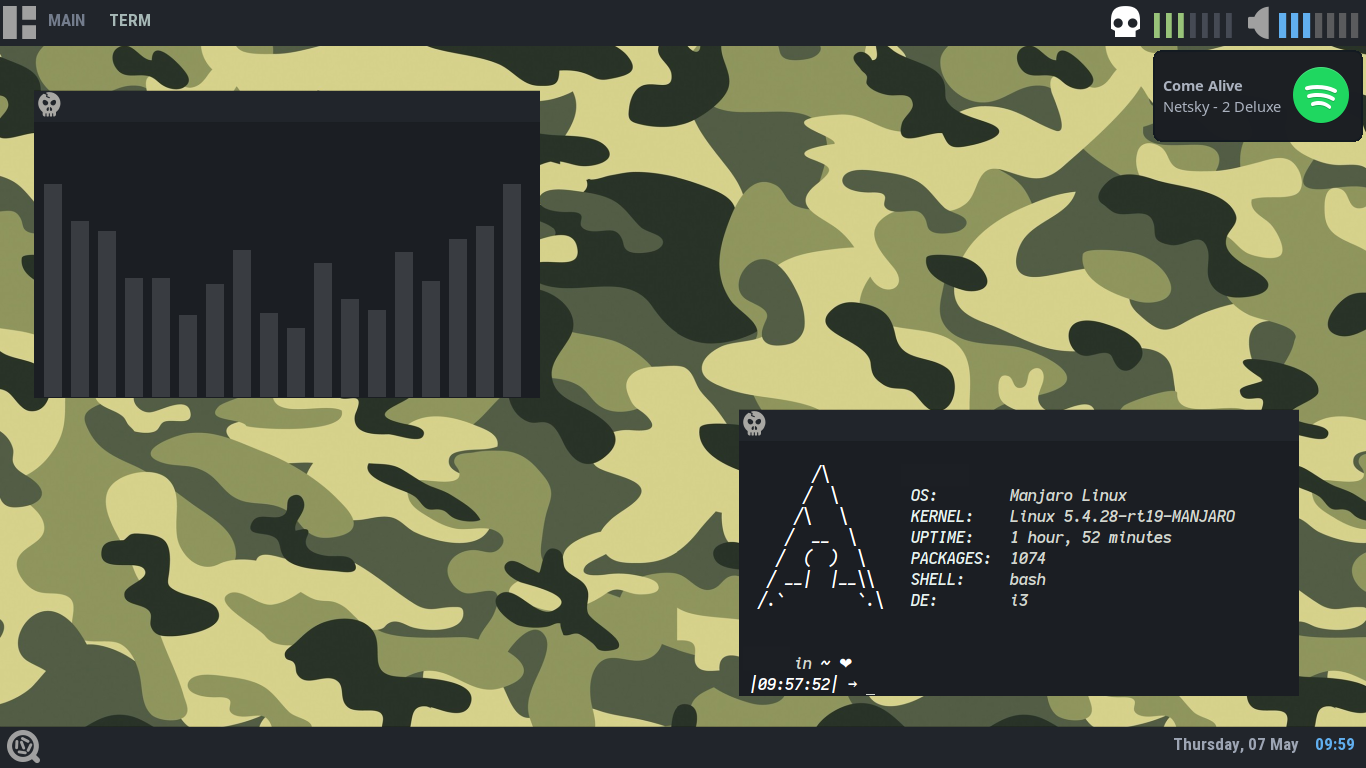 MAIN TERM
Come Alive
Netsky - 2 Deluxe
OS: Manjaro Linux
KERNEL: Linux 5.4.28-rt19-MANJARO
UPTIME: 1 hour, 52 minutes
PACKAGES: 1074
SHELL: bash
DE: i3
in ~ ❤
|09:57:52| → _
Thursday, 07 May 09:59